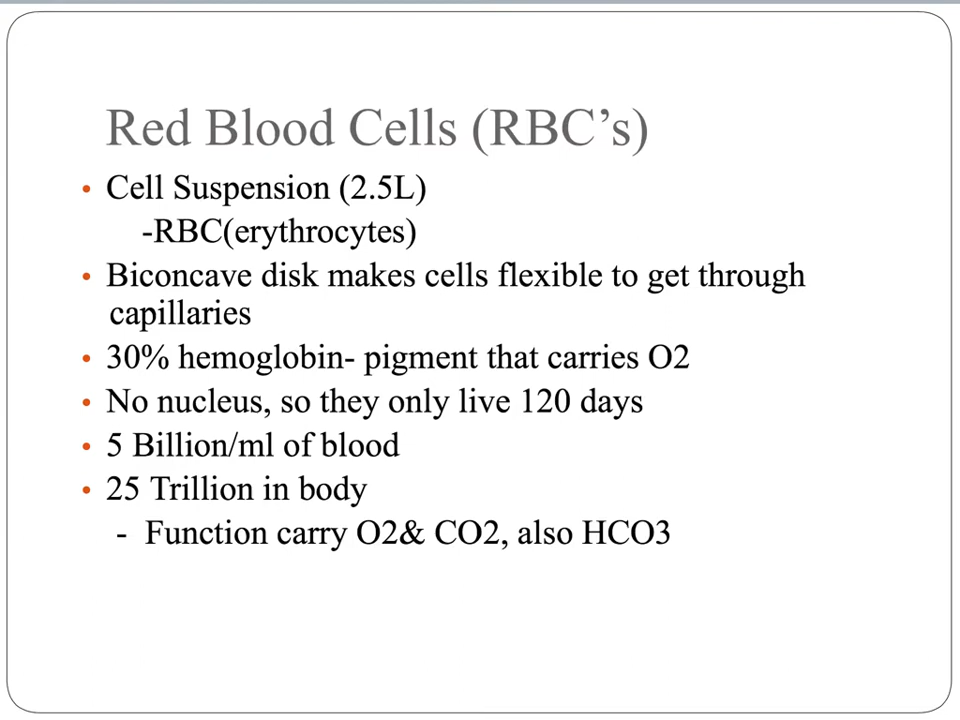 Red Blood Cells (RBC’s)
• Cell Suspension (2.5L)
-RBC(erythrocytes)
• Biconcave disk makes cells flexible to get through
capillaries
• 30% hemoglobin- pigment that carries O2
• No nucleus, so they only live 120 days
• 5 Billion/ml of blood
• 25 Trillion in body
- Function carry O2& CO2, also HCO3